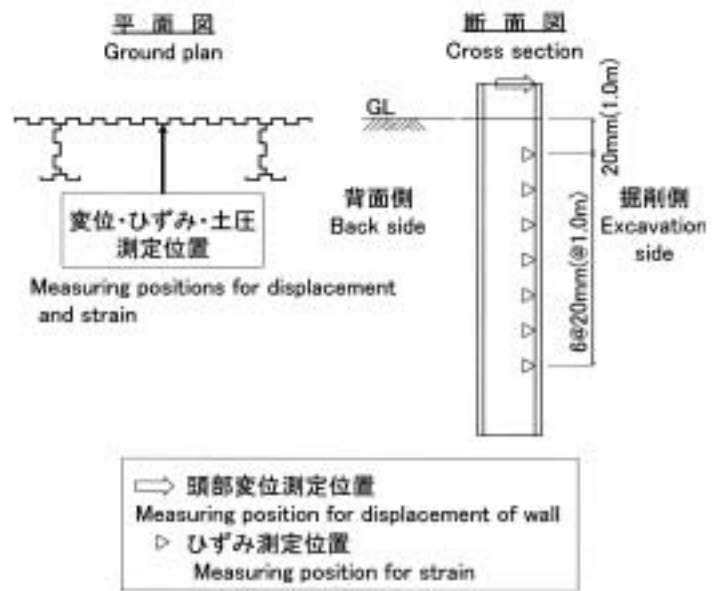 平面図
Ground plan
変位・ひずみ・土圧
測定位置
Measuring positions for displacement
and strain
断面図
Cross section
GL
背面側
Back side
20mm(1.0m)
6@20mm(@1.0m)
掘削側
Excavation
side
頭部変位測定位置
Measuring position for displacement of wall
ひずみ測定位置
Measuring position for strain